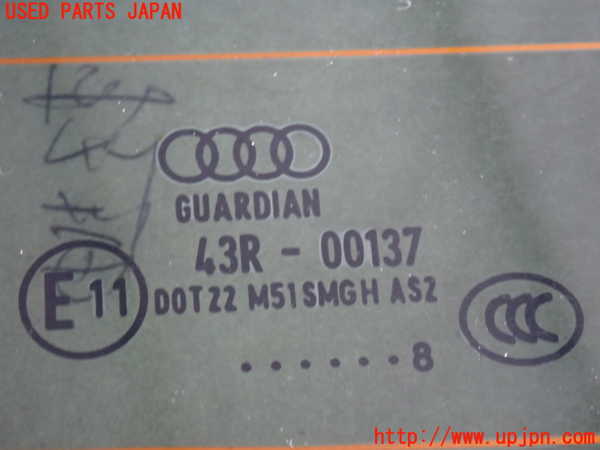 USED PARTS JAPAN
GUARDIAN
43R - 00137
E 11
DOT22 M51SMGH AS2
CCC
. . . . . . 8
http://www.upjpn.com/